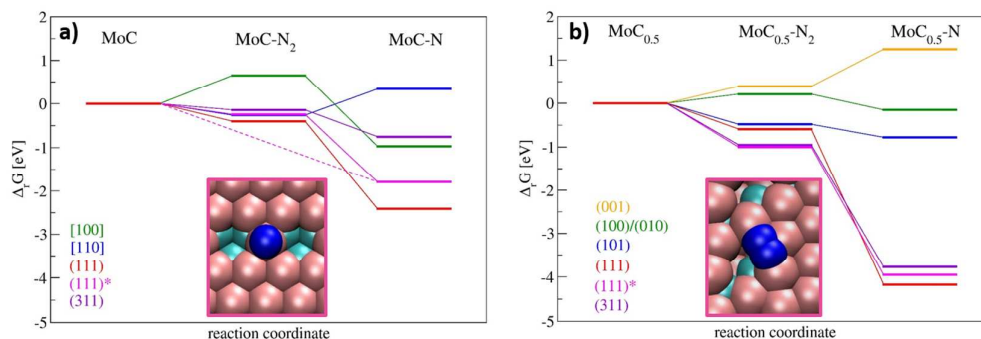 a)
MoC
MoC-N₂
MoC-N
2
1
0
-1
-2
-3
-4
-5
ΔᵣG [eV]
[100]
[110]
(111)
(111)*
(311)
reaction coordinate
b)
MoC₀.₅
MoC₀.₅-N₂
MoC₀.₅-N
2
1
0
-1
-2
-3
-4
-5
ΔᵣG [eV]
(001)
(100)/(010)
(101)
(111)
(111)*
(311)
reaction coordinate